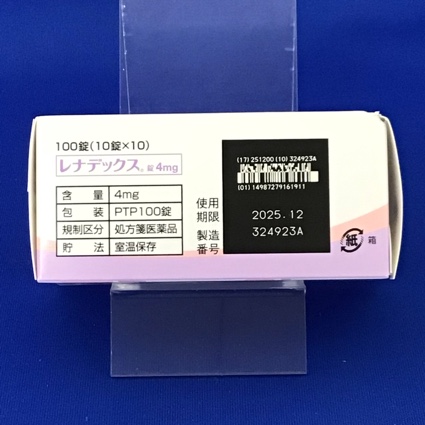 100錠(10錠×10)
レナデックス® 錠4mg
含 量 4mg
包 装 PTP100錠
規制区分 処方箋医薬品
貯 法 室温保存
(17)251200(10)324923A
(01)14987279161911
使用
期限 2025.12
製造
番号 324923A
紙 箱